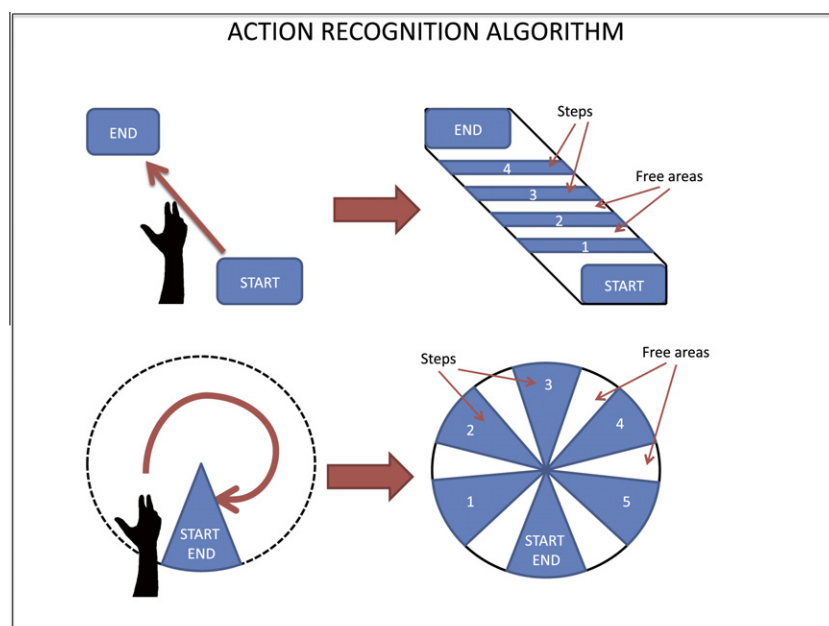 ACTION RECOGNITION ALGORITHM
END
START
END
Steps
4
3
Free areas
2
1
START
START
END
Steps
Free areas
3
2
4
1
5
START
END